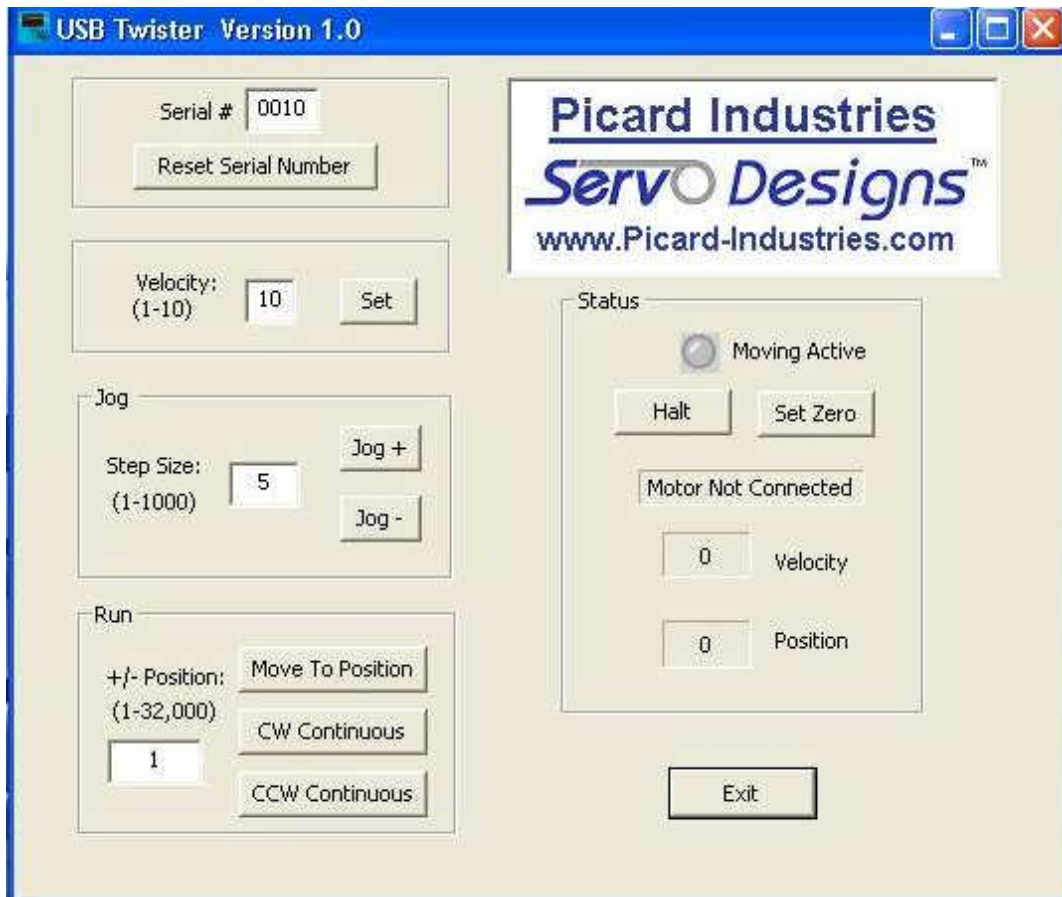 USB Twister Version 1.0
Serial # 0010
Reset Serial Number
Velocity:
(1-10)
10
Set
Jog
Step Size:
(1-1000)
5
Jog +
Jog -
Run
+/- Position:
(1-32,000)
1
Move To Position
CW Continuous
CCW Continuous
Picard Industries
Servo Designs™
www.Picard-Industries.com
Status
Moving Active
Halt
Set Zero
Motor Not Connected
0 Velocity
0 Position
Exit